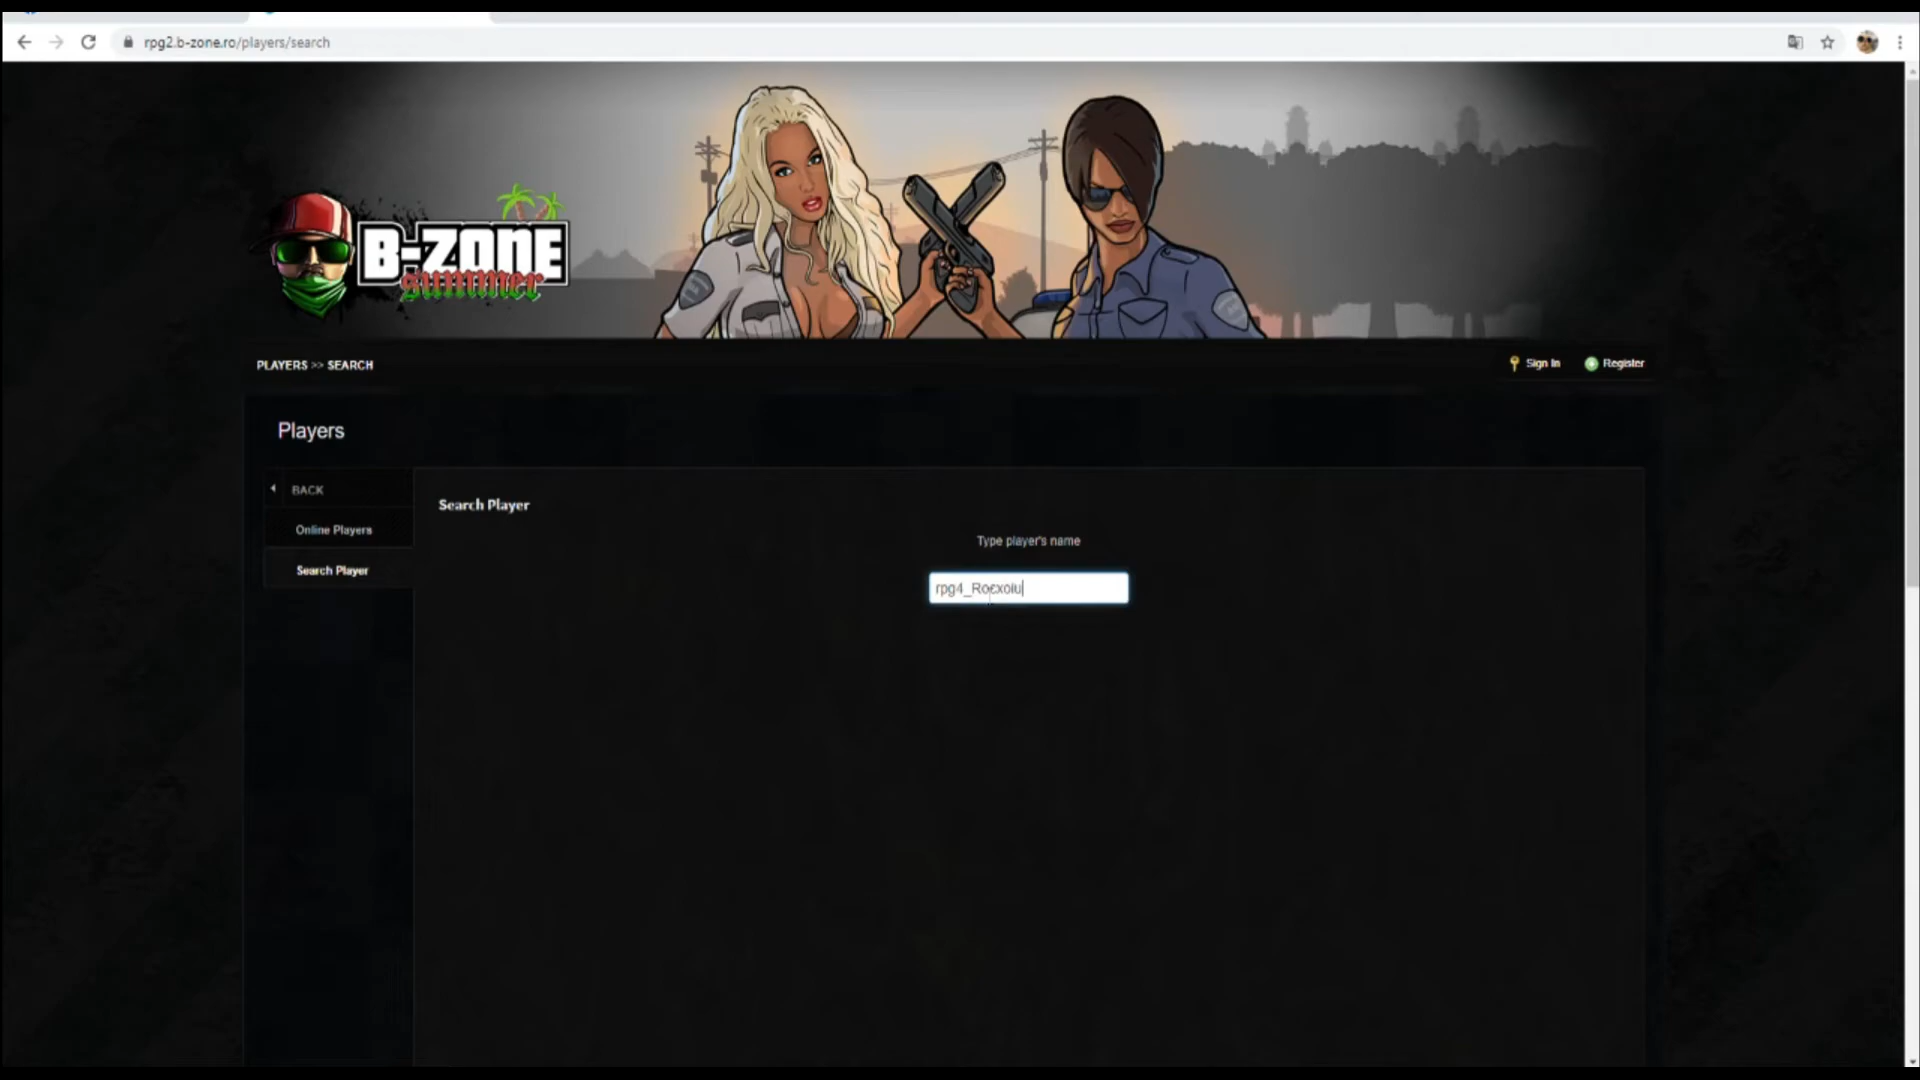 rpg2.b-zone.ro/players/search
B-ZONE
summer
PLAYERS >> SEARCH
Sign In
Register
Players
BACK
Online Players
Search Player
Search Player
Type player's name
rpg4_Rocxoiu